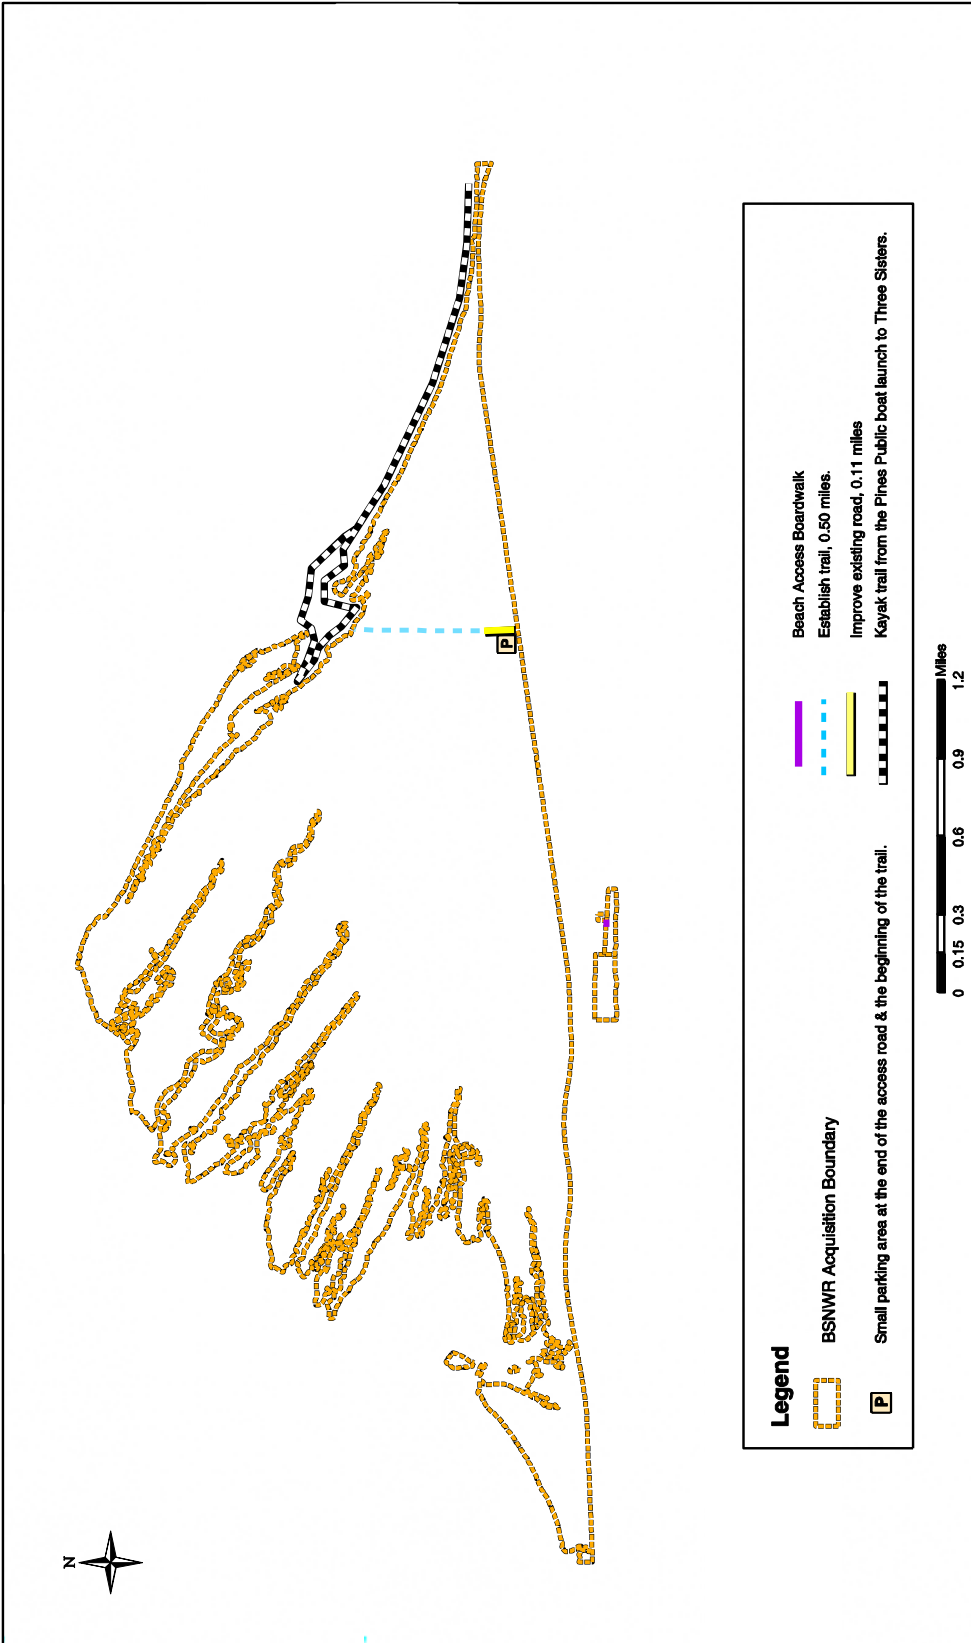 N
P
Legend
BSNWR Acquisition Boundary
P
Small parking area at the end of the access road & the beginning of the trail.
Beach Access Boardwalk
Establish trail, 0.50 miles.
Improve existing road, 0.11 miles
Kayak trail from the Pines Public boat launch to Three Sisters.
Miles
0 0.15 0.3 0.6 0.9 1.2